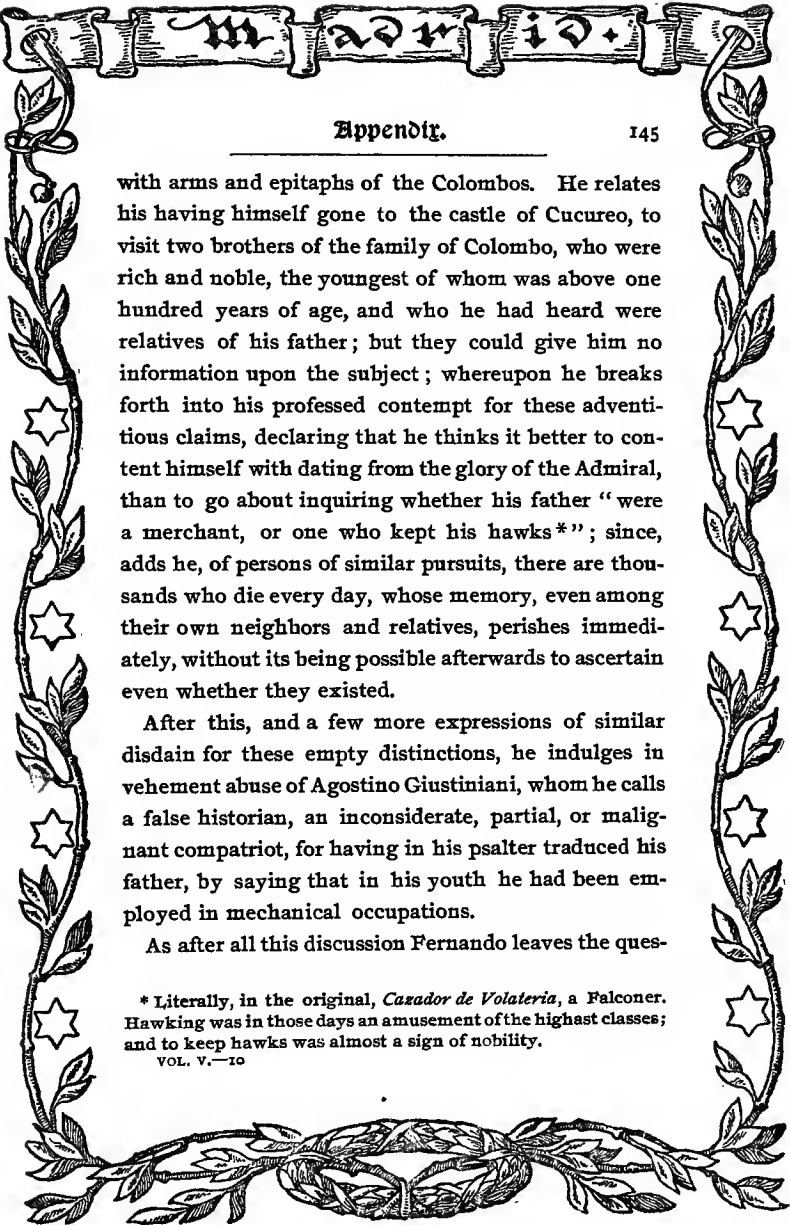 Madrid.
Appendix. 145
with arms and epitaphs of the Colombos. He relates
his having himself gone to the castle of Cucureo, to
visit two brothers of the family of Colombo, who were
rich and noble, the youngest of whom was above one
hundred years of age, and who he had heard were
relatives of his father; but they could give him no
information upon the subject; whereupon he breaks
forth into his professed contempt for these adventi-
tious claims, declaring that he thinks it better to con-
tent himself with dating from the glory of the Admiral,
than to go about inquiring whether his father “were
a merchant, or one who kept his hawks*”; since,
adds he, of persons of similar pursuits, there are thou-
sands who die every day, whose memory, even among
their own neighbors and relatives, perishes immedi-
ately, without its being possible afterwards to ascertain
even whether they existed.
After this, and a few more expressions of similar
disdain for these empty distinctions, he indulges in
vehement abuse of Agostino Giustiniani, whom he calls
a false historian, an inconsiderate, partial, or malig-
nant compatriot, for having in his psalter traduced his
father, by saying that in his youth he had been em-
ployed in mechanical occupations.
As after all this discussion Fernando leaves the ques-
* Literally, in the original, Cazador de Volateria, a Falconer.
Hawking was in those days an amusement of the highest classes;
and to keep hawks was almost a sign of nobility.
VOL. V.—10